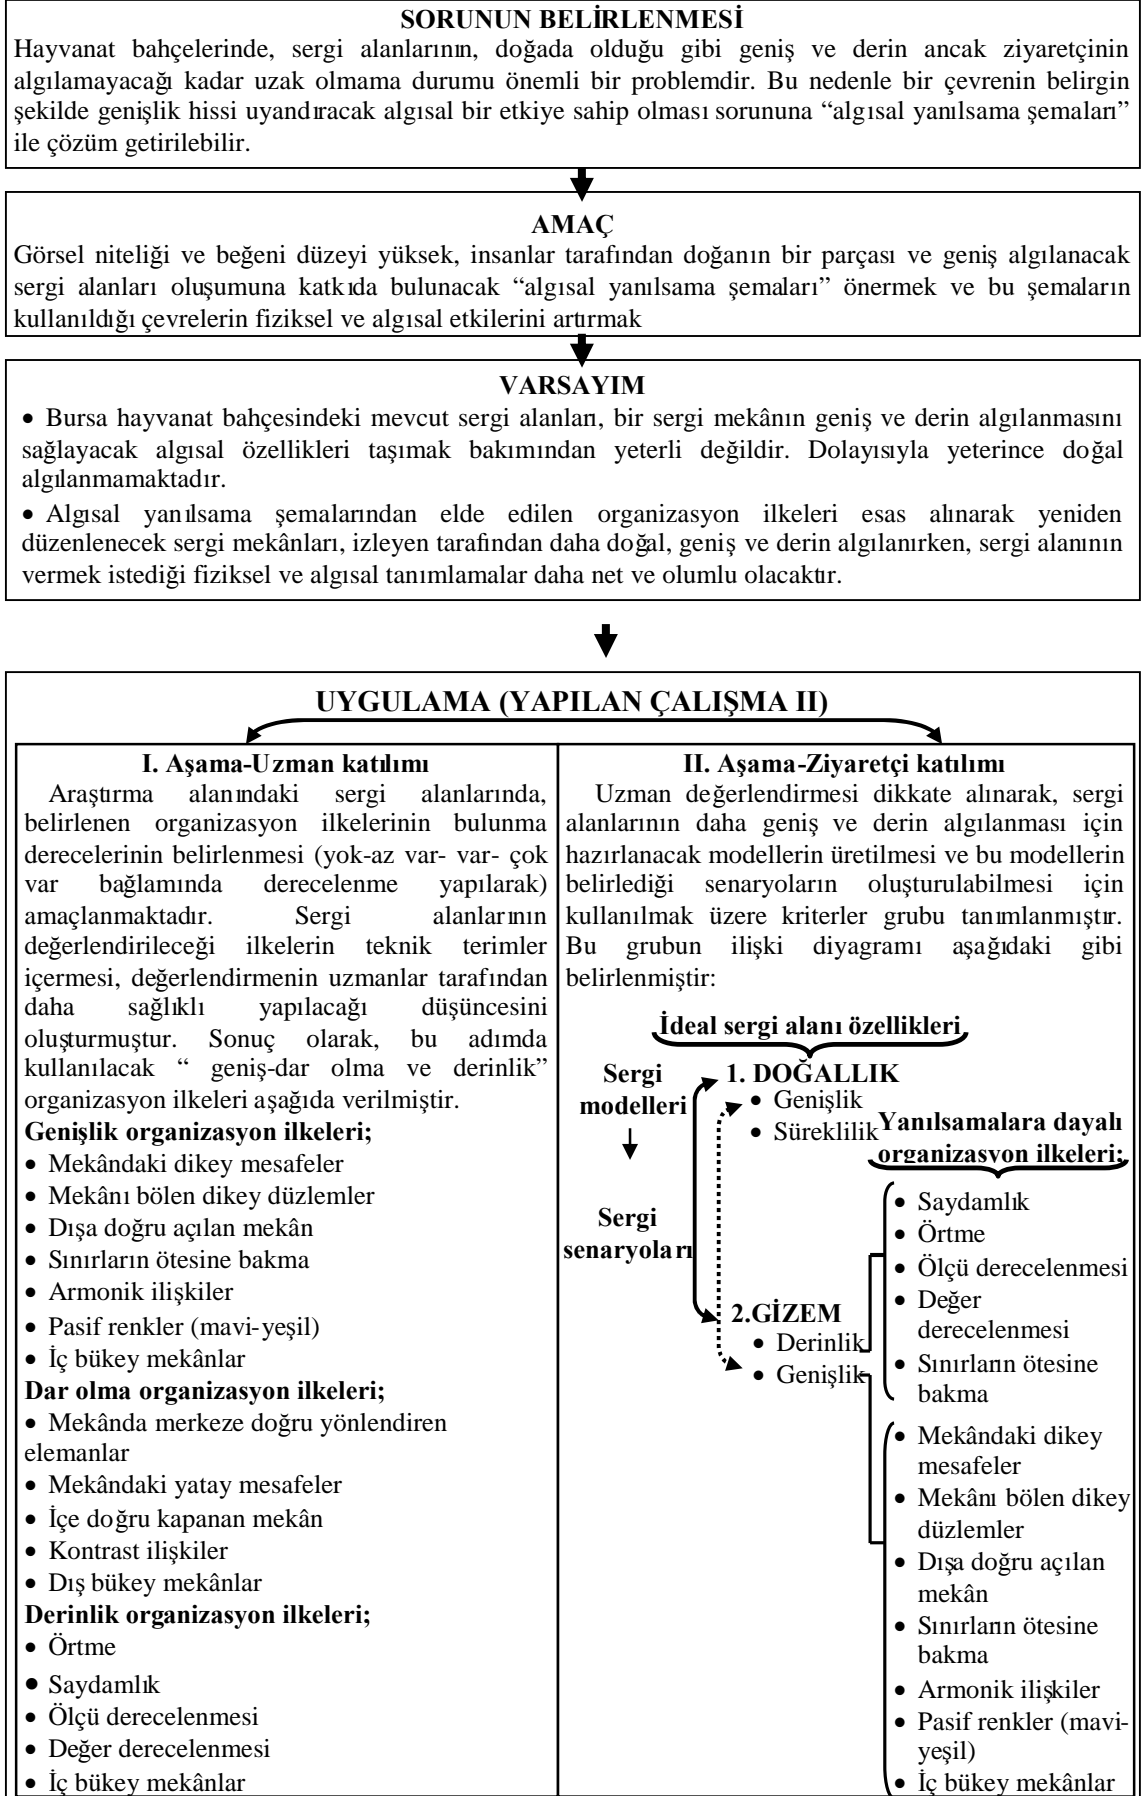 SORUNUN BELİRLENMESİ
Hayvanat bahçelerinde, sergi alanlarının, doğada olduğu gibi geniş ve derin ancak ziyaretçinin
algılamayacağı kadar uzak olmama durumu önemli bir problemdir. Bu nedenle bir çevrenin belirgin
şekilde genişlik hissi uyandıracak algısal bir etkiye sahip olması sorununa “algısal yanılsama şemaları”
ile çözüm getirilebilir.
AMAÇ
Görsel niteliği ve beğeni düzeyi yüksek, insanlar tarafından doğanın bir parçası ve geniş algılanacak
sergi alanları oluşumuna katkıda bulunacak “algısal yanılsama şemaları” önermek ve bu şemaların
kullanıldığı çevrelerin fiziksel ve algısal etkilerini artırmak
VARSAYIM
• Bursa hayvanat bahçesindeki mevcut sergi alanları, bir sergi mekânın geniş ve derin algılanmasını
sağlayacak algısal özellikleri taşımak bakımından yeterli değildir. Dolayısıyla yeterince doğal
algılanmamaktadır.
• Algısal yanılsama şemalarından elde edilen organizasyon ilkeleri esas alınarak yeniden
düzenlenecek sergi mekânları, izleyen tarafından daha doğal, geniş ve derin algılanırken, sergi alanının
vermek istediği fiziksel ve algısal tanımlamalar daha net ve olumlu olacaktır.
UYGULAMA (YAPILAN ÇALIŞMA II)
I. Aşama-Uzman katılımı
Araştırma alanındaki sergi alanlarında,
belirlenen organizasyon ilkelerinin bulunma
derecelerinin belirlenmesi (yok-az var- var- çok
var bağlamında derecelenme yapılarak)
amaçlanmaktadır. Sergi alanlarının
değerlendirileceği ilkelerin teknik terimler
içermesi, değerlendirmenin uzmanlar tarafından
daha sağlıklı yapılacağı düşüncesini
oluşturmuştur. Sonuç olarak, bu adımda
kullanılacak “ geniş-dar olma ve derinlik”
organizasyon ilkeleri aşağıda verilmiştir.
Genişlik organizasyon ilkeleri;
• Mekândaki dikey mesafeler
• Mekânı bölen dikey düzlemler
• Dışa doğru açılan mekân
• Sınırların ötesine bakma
• Armonik ilişkiler
• Pasif renkler (mavi-yeşil)
• İç bükey mekânlar
Dar olma organizasyon ilkeleri;
• Mekânda merkeze doğru yönlendiren
elemanlar
• Mekândaki yatay mesafeler
• İçe doğru kapanan mekân
• Kontrast ilişkiler
• Dış bükey mekânlar
Derinlik organizasyon ilkeleri;
• Örtme
• Saydamlık
• Ölçü derecelenmesi
• Değer derecelenmesi
• İç bükey mekânlar
II. Aşama-Ziyaretçi katılımı
Uzman değerlendirmesi dikkate alınarak, sergi
alanlarının daha geniş ve derin algılanması için
hazırlanacak modellerin üretilmesi ve bu modellerin
belirlediği senaryoların oluşturulabilmesi için
kullanılmak üzere kriterler grubu tanımlanmıştır.
Bu grubun ilişki diyagramı aşağıdaki gibi
belirlenmiştir:
İdeal sergi alanı özellikleri
Sergi
modelleri
Sergi
senaryoları
1. DOĞALLIK
• Genişlik
• Süreklilik
2.GİZEM
• Derinlik
• Genişlik
Yanılsamalara dayalı
organizasyon ilkeleri;
• Saydamlık
• Örtme
• Ölçü derecelenmesi
• Değer
derecelenmesi
• Sınırların ötesine
bakma
• Mekândaki dikey
mesafeler
• Mekânı bölen dikey
düzlemler
• Dışa doğru açılan
mekân
• Sınırların ötesine
bakma
• Armonik ilişkiler
• Pasif renkler (mavi-
yeşil)
• İç bükey mekânlar